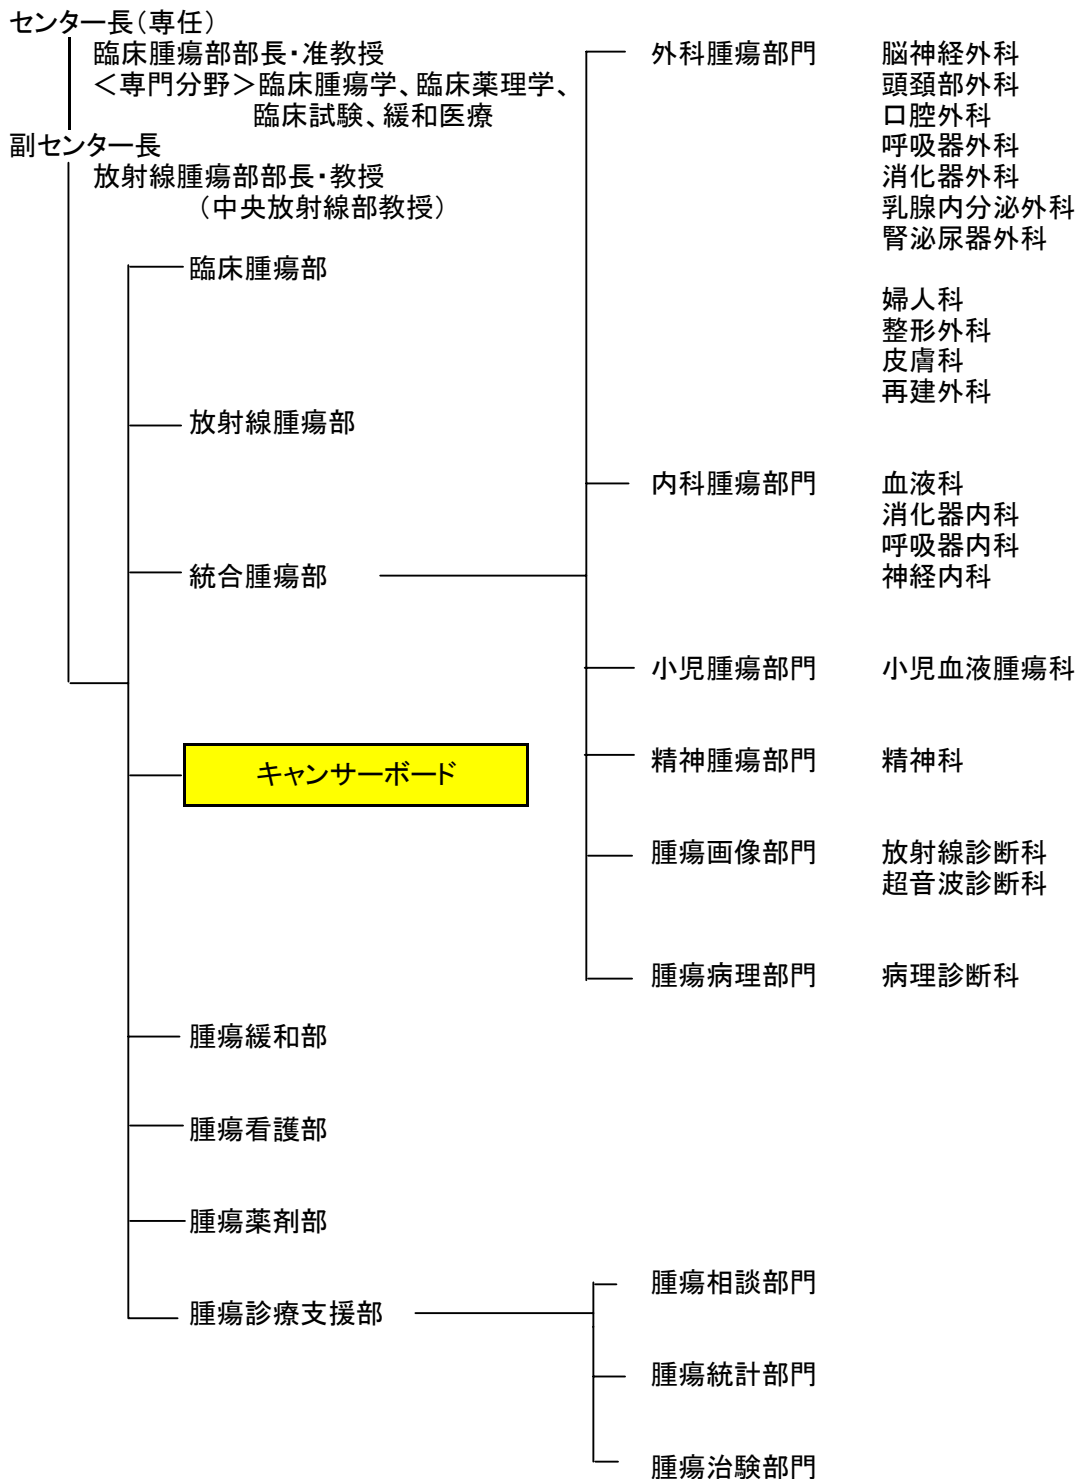 センター長(専任)
臨床腫瘍部部長・准教授
<専門分野>臨床腫瘍学、臨床薬理学、
臨床試験、緩和医療
副センター長
放射線腫瘍部部長・教授
(中央放射線部教授)
臨床腫瘍部
放射線腫瘍部
統合腫瘍部
キャンサーボード
腫瘍緩和部
腫瘍看護部
腫瘍薬剤部
腫瘍診療支援部
外科腫瘍部門
脳神経外科
頭頚部外科
口腔外科
呼吸器外科
消化器外科
乳腺内分泌外科
腎泌尿器外科
婦人科
整形外科
皮膚科
再建外科
内科腫瘍部門
血液科
消化器内科
呼吸器内科
神経内科
小児腫瘍部門
小児血液腫瘍科
精神腫瘍部門
精神科
腫瘍画像部門
放射線診断科
超音波診断科
腫瘍病理部門
病理診断科
腫瘍相談部門
腫瘍統計部門
腫瘍治験部門